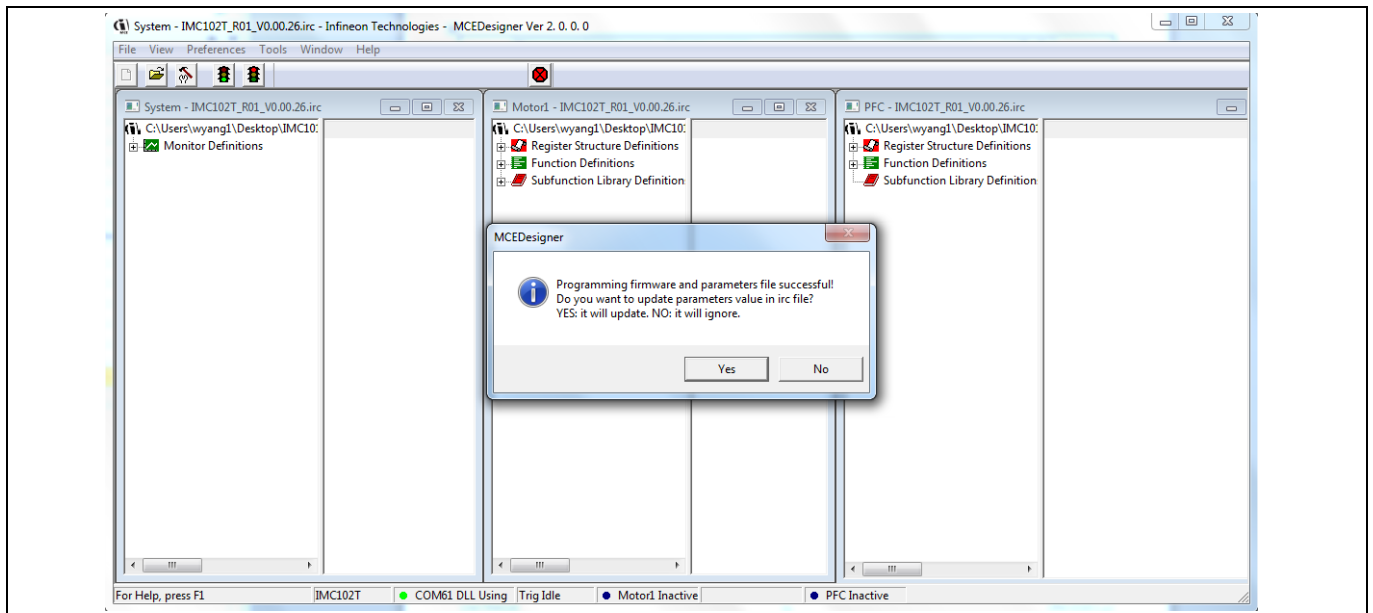 System - IMC102T_R01_V0.00.26.irc - Infineon Technologies - MCEDesigner Ver 2. 0. 0. 0
File View Preferences Tools Window Help
System - IMC102T_R01_V0.00.26.irc
C:\Users\wyang1\Desktop\IMC10:
Monitor Definitions
Motor1 - IMC102T_R01_V0.00.26.irc
C:\Users\wyang1\Desktop\IMC10:
Register Structure Definitions
Function Definitions
Subfunction Library Definition
PFC - IMC102T_R01_V0.00.26.irc
C:\Users\wyang1\Desktop\IMC10:
Register Structure Definitions
Function Definitions
Subfunction Library Definition
MCEDesigner
Programming firmware and parameters file successful!
Do you want to update parameters value in irc file?
YES: it will update. NO: it will ignore.
Yes No
For Help, press F1 IMC102T COM61 DLL Using Trig Idle Motor1 Inactive PFC Inactive